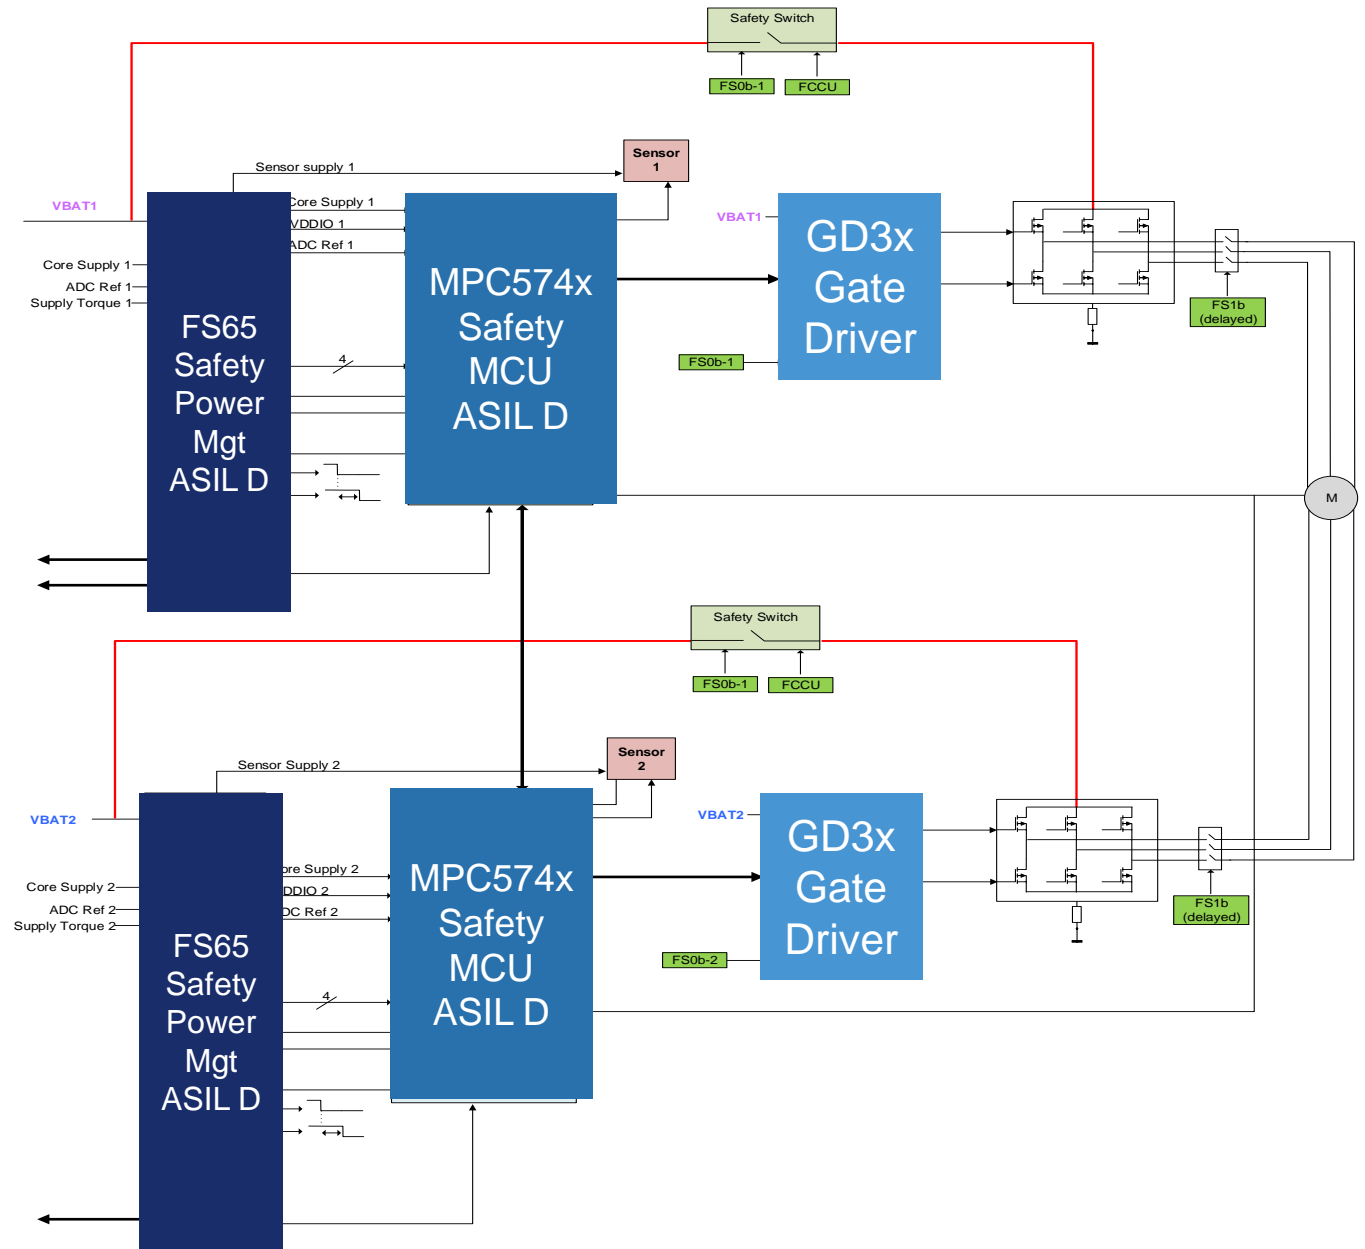 Safety Switch
FS0b-1
FCCU
Sensor
1
Sensor supply 1
VBAT1
Core Supply 1
VDDIO 1
ADC Ref 1
Core Supply 1
ADC Ref 1
Supply Torque 1
FS65
Safety
Power
Mgt
ASIL D
4
MPC574x
Safety
MCU
ASIL D
VBAT1
FS0b-1
GD3x
Gate
Driver
FS1b
(delayed)
M
Safety Switch
FS0b-1
FCCU
Sensor
2
Sensor Supply 2
VBAT2
ore Supply 2
DDIO 2
DC Ref 2
Core Supply 2
ADC Ref 2
Supply Torque 2
FS65
Safety
Power
Mgt
ASIL D
4
MPC574x
Safety
MCU
ASIL D
VBAT2
FS0b-2
GD3x
Gate
Driver
FS1b
(delayed)